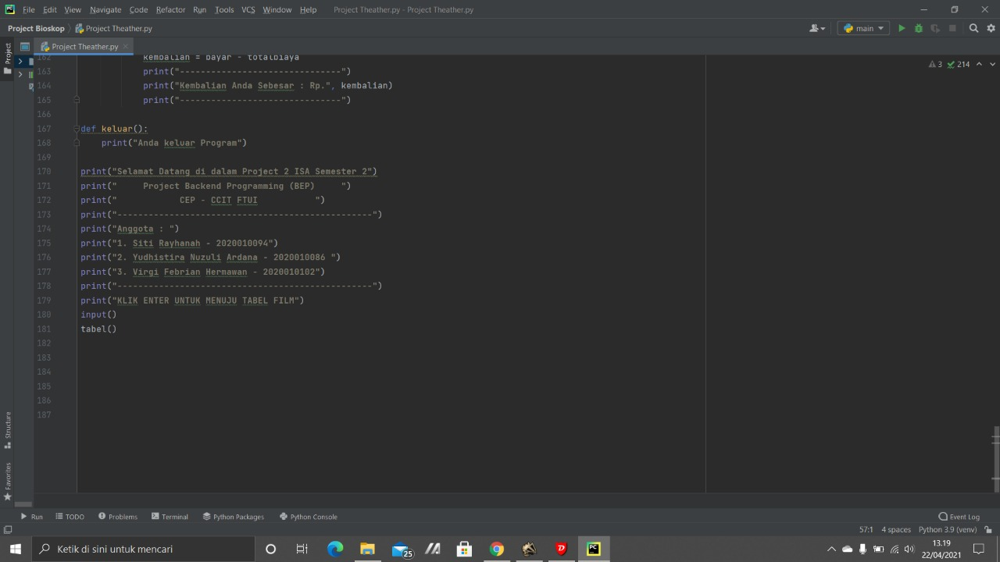 File Edit View Navigate Code Refactor Run Tools VCS Window Help Project Theather.py - Project Theather.py
Project Bioskop Project Theather.py main
Project Project Theather.py
162 kembalian = bayar - totalbiaya
163 print("-------------------------------") 3 214
164 print("Kembalian Anda Sebesar : Rp.", kembalian)
165 print("-------------------------------")
166
167 def keluar():
168 print("Anda keluar Program")
169
170 print("Selamat Datang di dalam Project 2 ISA Semester 2")
171 print("     Project Backend Programming (BEP)     ")
172 print("            CEP - CCIT FTUI           ")
173 print("-------------------------------------------------")
174 print("Anggota : ")
175 print("1. Siti Rayhanah - 2020010094")
176 print("2. Yudhistira Nuzuli Ardana - 2020010086 ")
177 print("3. Virgi Febrian Hermawan - 2020010102")
178 print("-------------------------------------------------")
179 print("KLIK ENTER UNTUK MENUJU TABEL FILM")
180 input()
181 tabel()
182
183
184
185
186
187
Structure
Favorites
Run TODO Problems Terminal Python Packages Python Console Event Log
57:1 4 spaces Python 3.9 (venv)
Ketik di sini untuk mencari 25 PC 13.19
22/04/2021